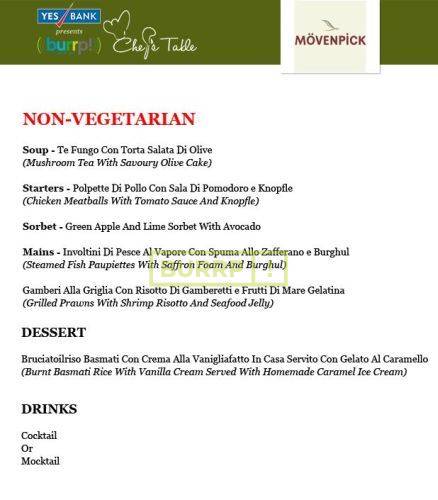 YES BANK
presents
burrp!
Chef's Table
MÖVENPICK
NON-VEGETARIAN
Soup - Te Fungo Con Torta Salata Di Olive
(Mushroom Tea With Savoury Olive Cake)
Starters - Polpette Di Pollo Con Sala Di Pomodoro e Knopfle
(Chicken Meatballs With Tomato Sauce And Knopfle)
Sorbet - Green Apple And Lime Sorbet With Avocado
Mains - Involtini Di Pesce Al Vapore Con Spuma Allo Zafferano e Burghul
(Steamed Fish Paupiettes With Saffron Foam And Burghul)
BURRP!
Gamberi Alla Griglia Con Risotto Di Gamberetti e Frutti Di Mare Gelatina
(Grilled Prawns With Shrimp Risotto And Seafood Jelly)
DESSERT
Bruciatoilriso Basmati Con Crema Alla Vanigliafatto In Casa Servito Con Gelato Al Caramello
(Burnt Basmati Rice With Vanilla Cream Served With Homemade Caramel Ice Cream)
DRINKS
Cocktail
Or
Mocktail